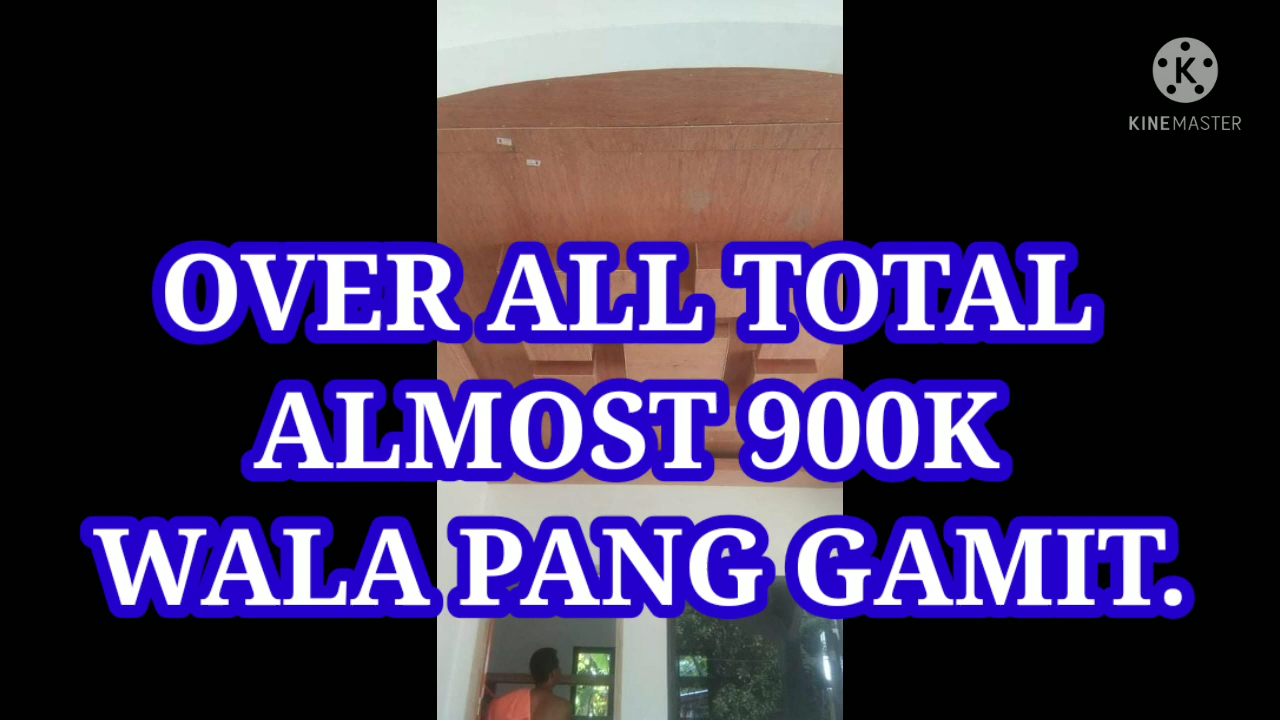 KINEMASTER
OVER ALL TOTAL
ALMOST 900K
WALA PANG GAMIT.